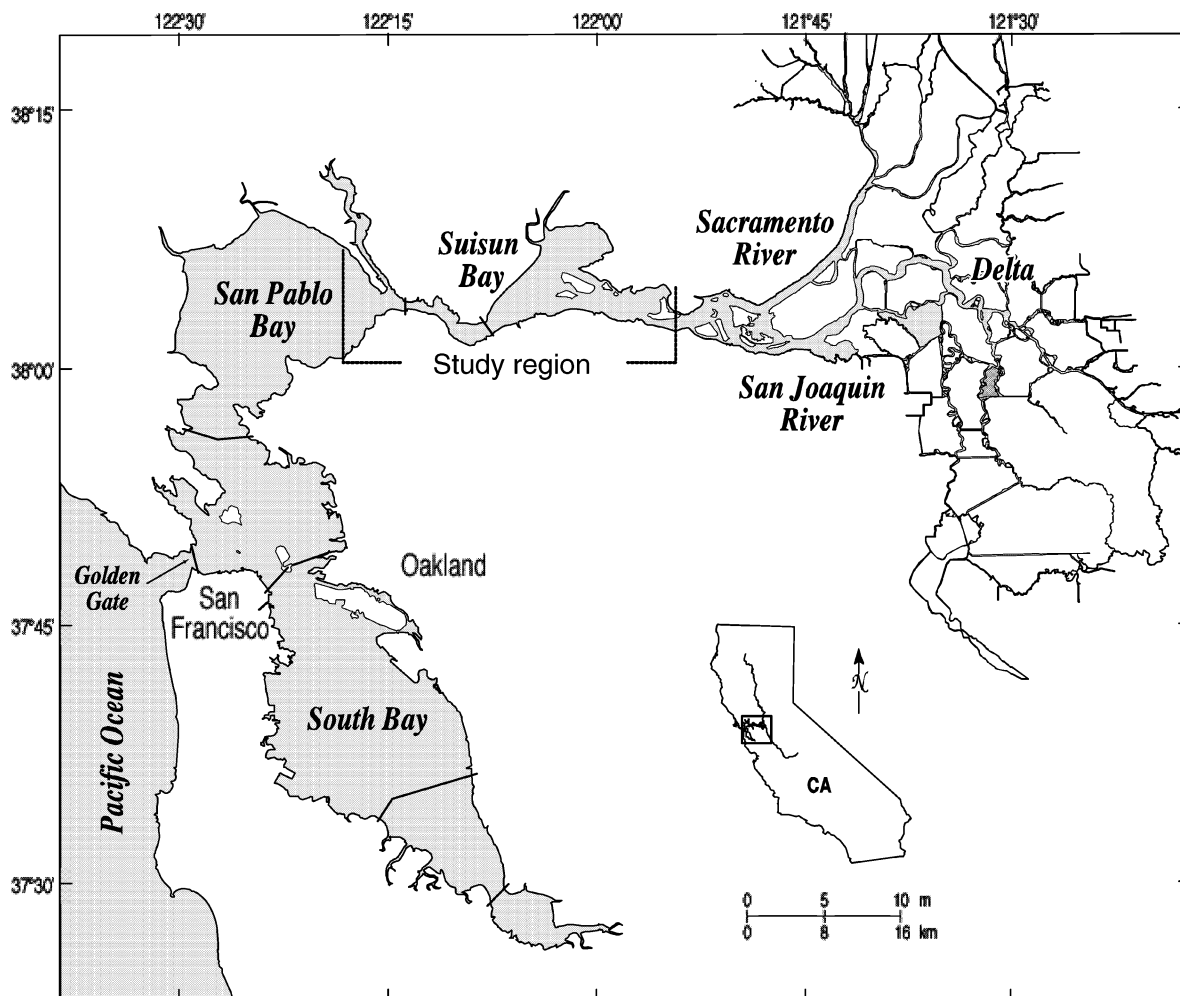 122°30'
122°15'
122°00'
121°45'
121°30'
38°15'
Sacramento
River
Suisun
Bay
Delta
San Pablo
Bay
Study region
38°00'
San Joaquin
River
Oakland
Golden
Gate
San
Francisco
37°45'
Pacific Ocean
South Bay
N
CA
37°30'
0 5 10 m
0 8 16 km